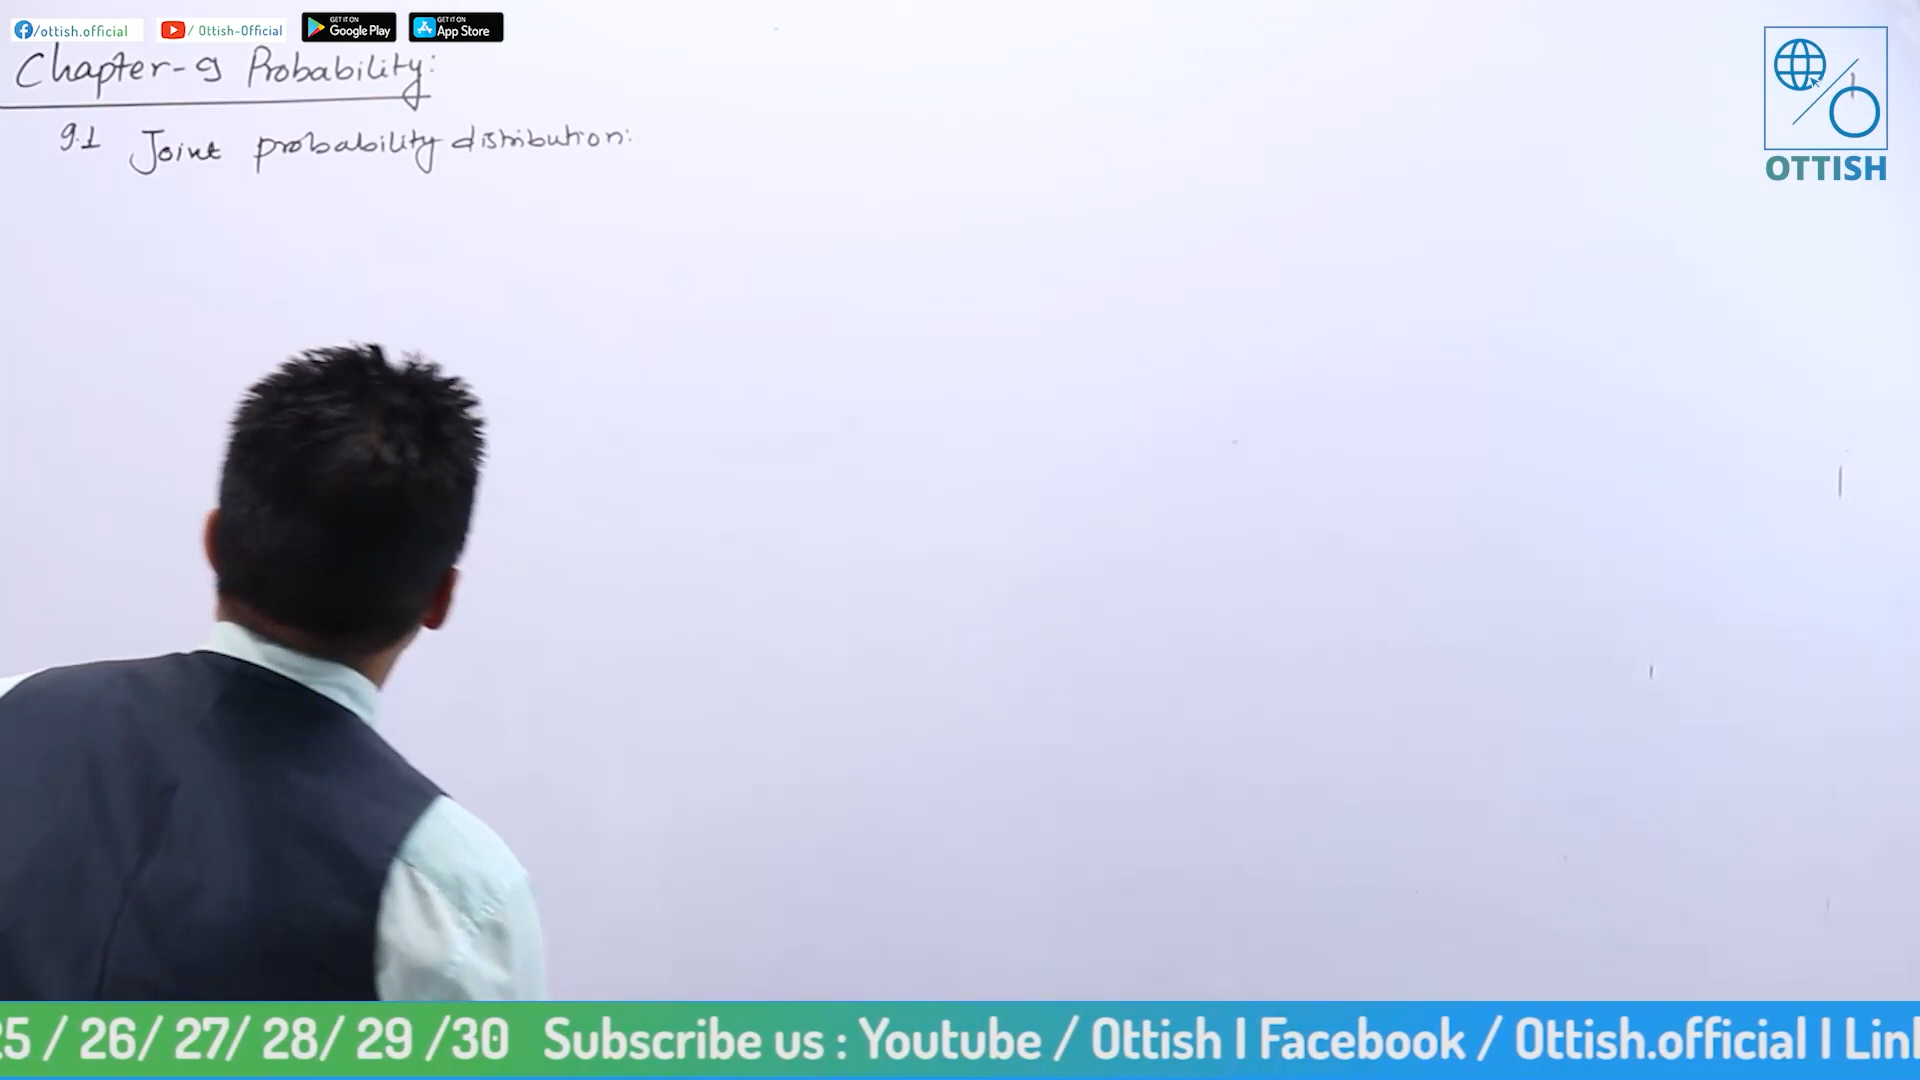 /ottish.official / Ottish-Official GET IT ON Google Play GET IT ON App Store
Chapter-9 Probability:
9.1 Joint probability distribution:
OTTISH
25 / 26/ 27/ 28/ 29 /30 Subscribe us : Youtube / Ottish I Facebook / Ottish.official I Link